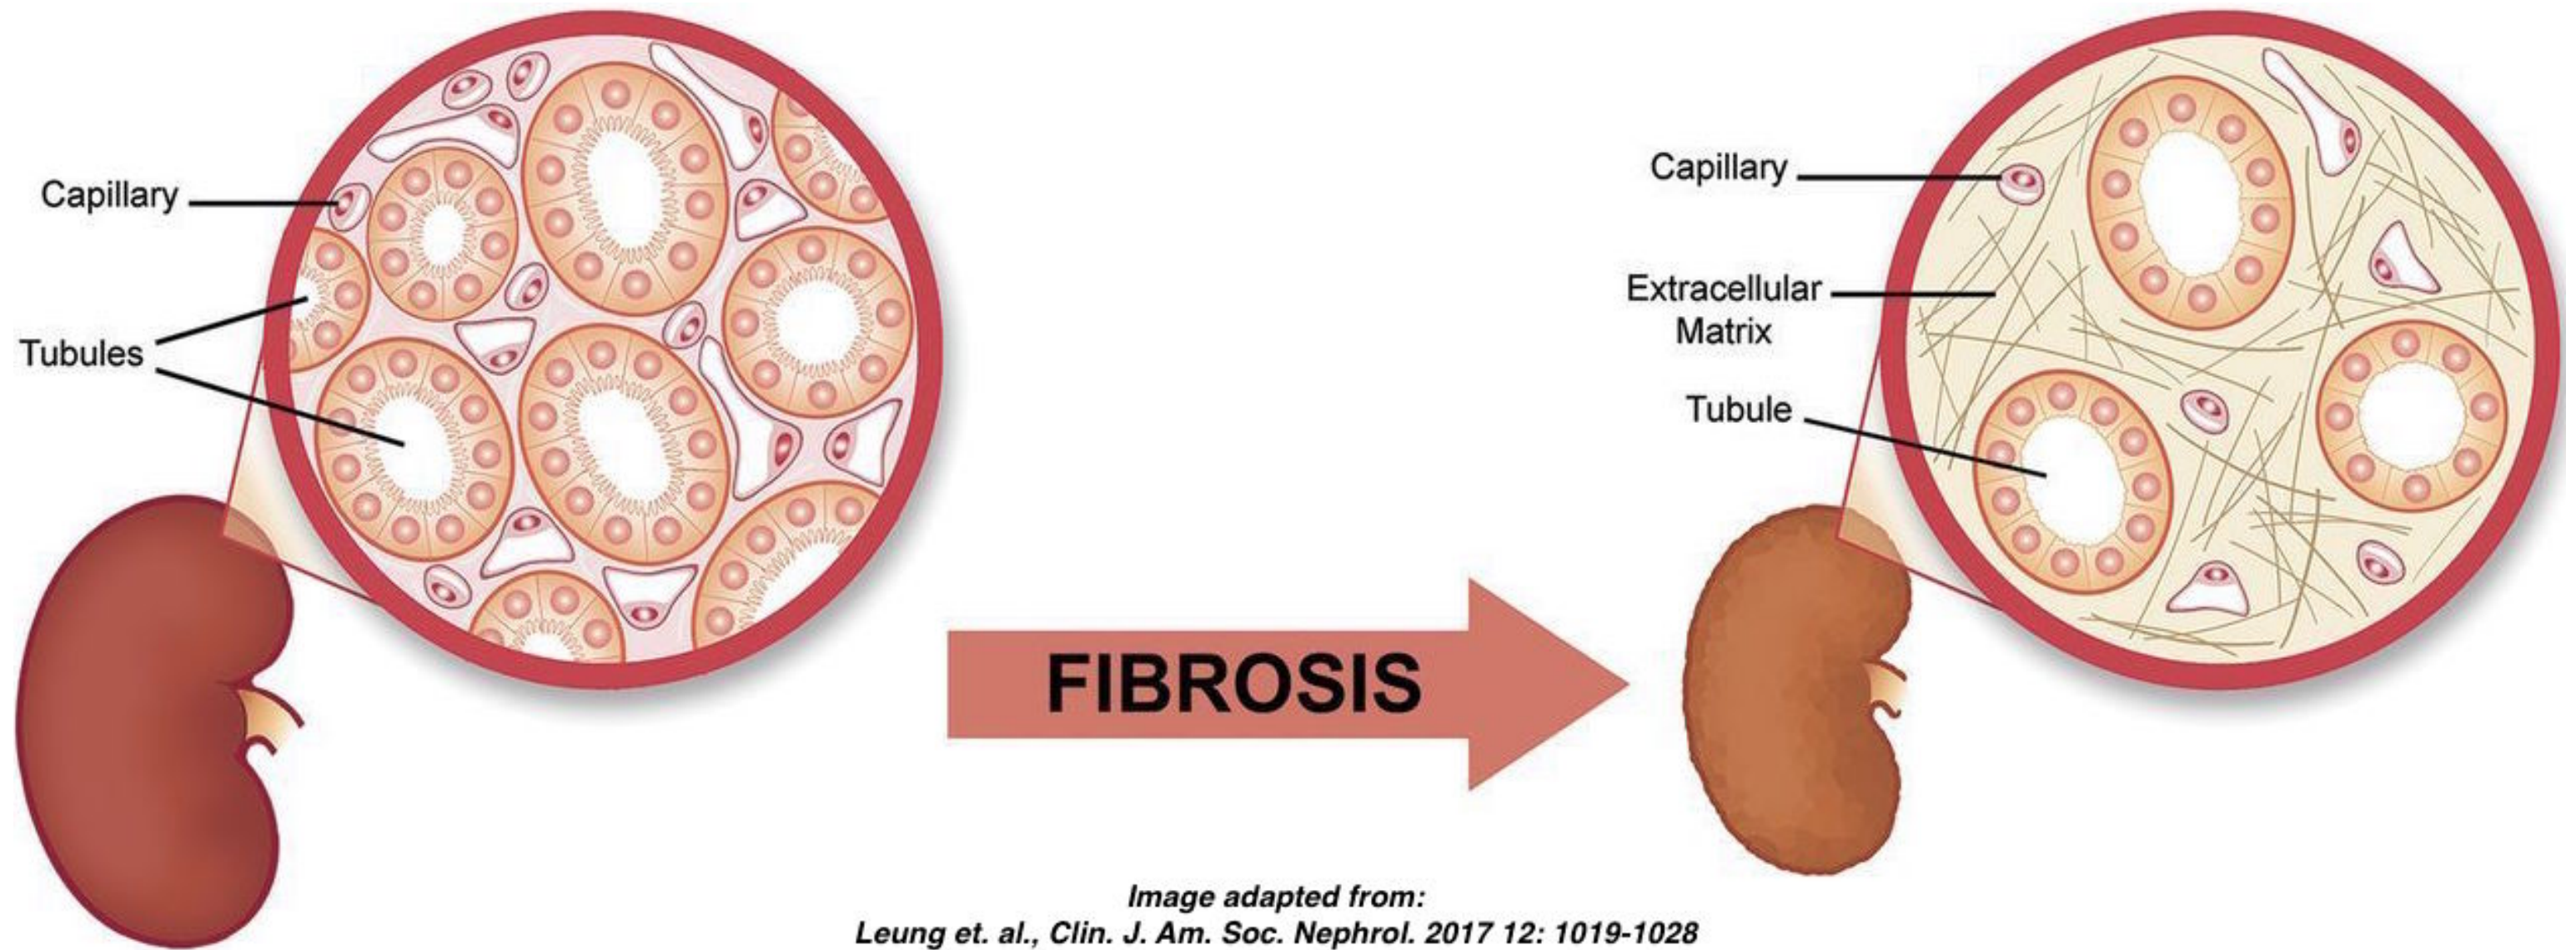 Capillary
Tubules
FIBROSIS
Capillary
Extracellular
Matrix
Tubule
Image adapted from:
Leung et. al., Clin. J. Am. Soc. Nephrol. 2017 12: 1019-1028